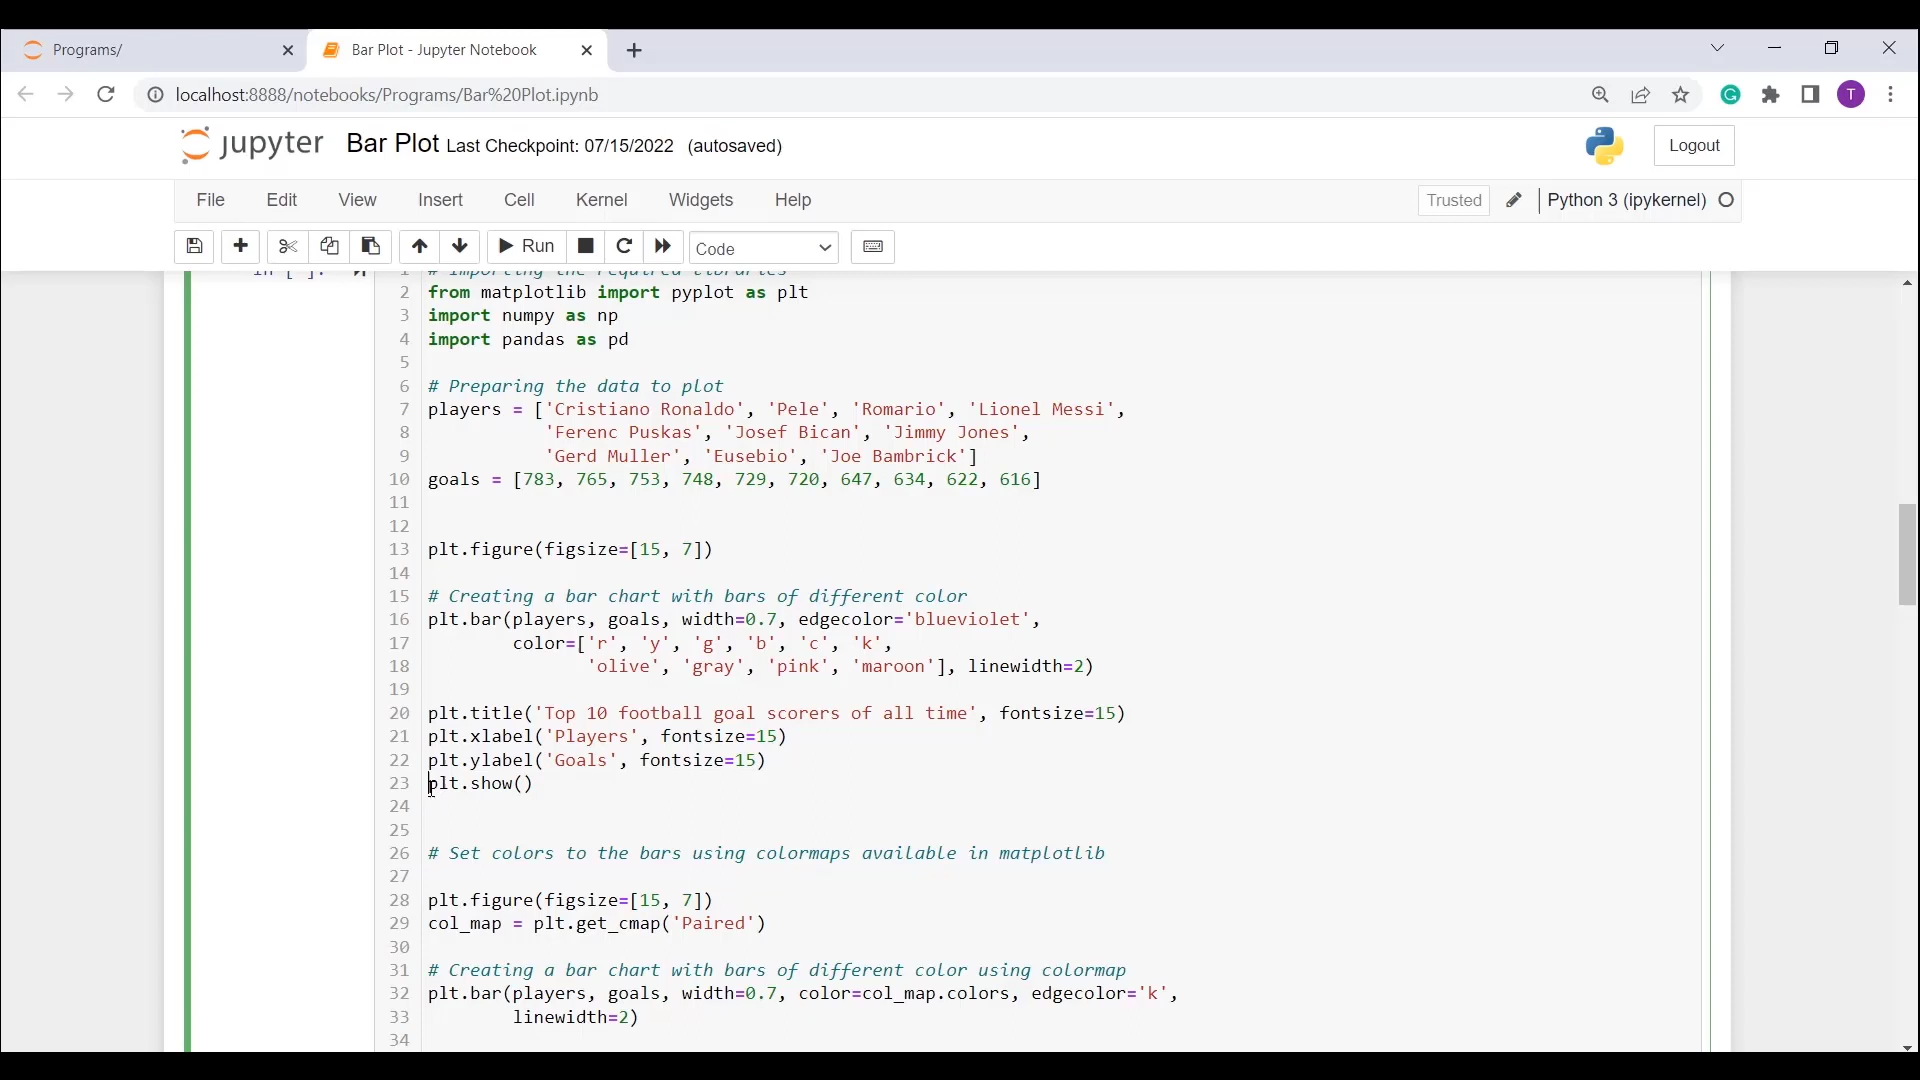 Programs/
Bar Plot - Jupyter Notebook
localhost:8888/notebooks/Programs/Bar%20Plot.ipynb
T
jupyter Bar Plot Last Checkpoint: 07/15/2022 (autosaved)
Logout
File Edit View Insert Cell Kernel Widgets Help
Trusted Python 3 (ipykernel)
Run Code
In [ ]:
1 # Importing the required libraries
2 from matplotlib import pyplot as plt
3 import numpy as np
4 import pandas as pd
5
6 # Preparing the data to plot
7 players = ['Cristiano Ronaldo', 'Pele', 'Romario', 'Lionel Messi',
8 'Ferenc Puskas', 'Josef Bican', 'Jimmy Jones',
9 'Gerd Muller', 'Eusebio', 'Joe Bambrick']
10 goals = [783, 765, 753, 748, 729, 720, 647, 634, 622, 616]
11
12
13 plt.figure(figsize=[15, 7])
14
15 # Creating a bar chart with bars of different color
16 plt.bar(players, goals, width=0.7, edgecolor='blueviolet',
17 color=['r', 'y', 'g', 'b', 'c', 'k',
18 'olive', 'gray', 'pink', 'maroon'], linewidth=2)
19
20 plt.title('Top 10 football goal scorers of all time', fontsize=15)
21 plt.xlabel('Players', fontsize=15)
22 plt.ylabel('Goals', fontsize=15)
23 plt.show()
24
25
26 # Set colors to the bars using colormaps available in matplotlib
27
28 plt.figure(figsize=[15, 7])
29 col_map = plt.get_cmap('Paired')
30
31 # Creating a bar chart with bars of different color using colormap
32 plt.bar(players, goals, width=0.7, color=col_map.colors, edgecolor='k',
33 linewidth=2)
34